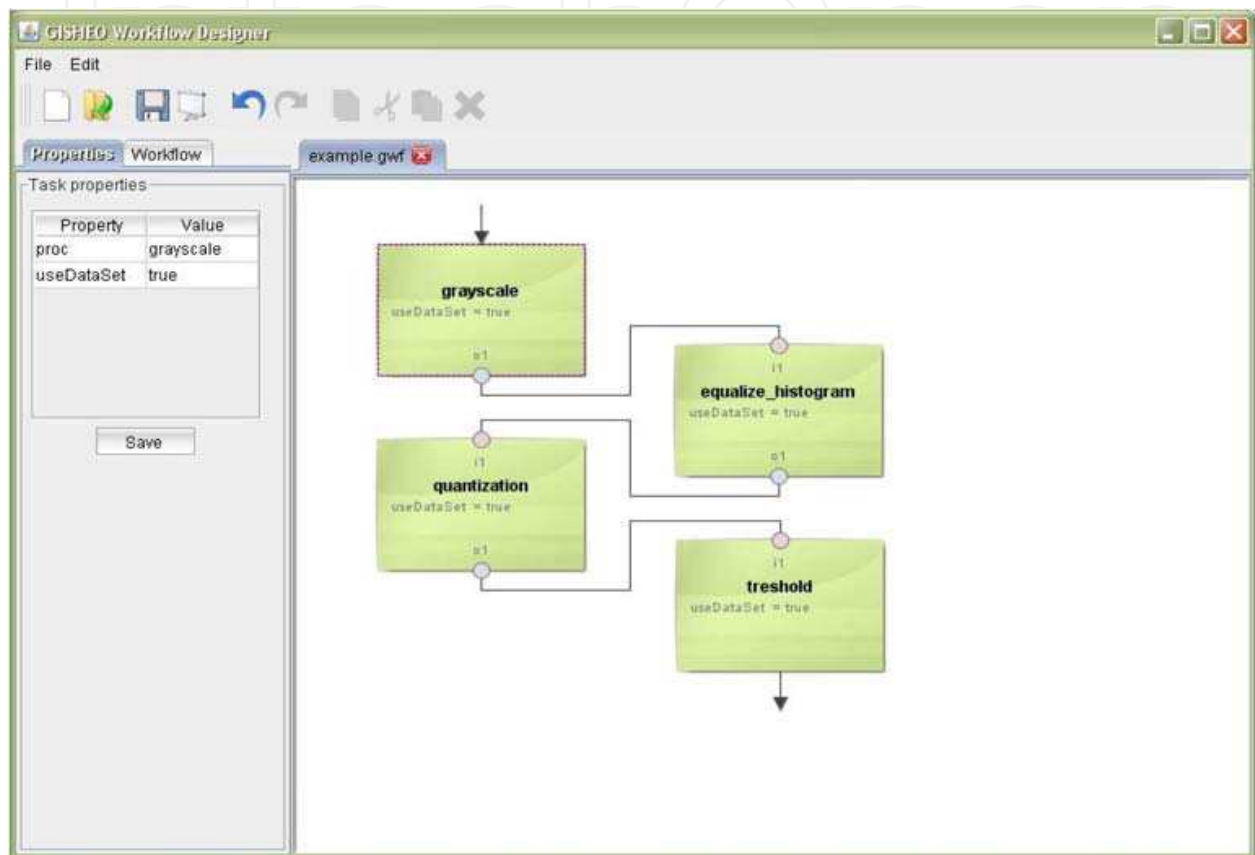 GISHEO Workflow Designer
File Edit
Properties Workflow
example.gwf
Task properties
Property Value
proc grayscale
useDataSet true
Save
grayscale
useDataSet = true
o1
i1
equalize_histogram
useDataSet = true
o1
i1
quantization
useDataSet = true
o1
i1
treshold
useDataSet = true